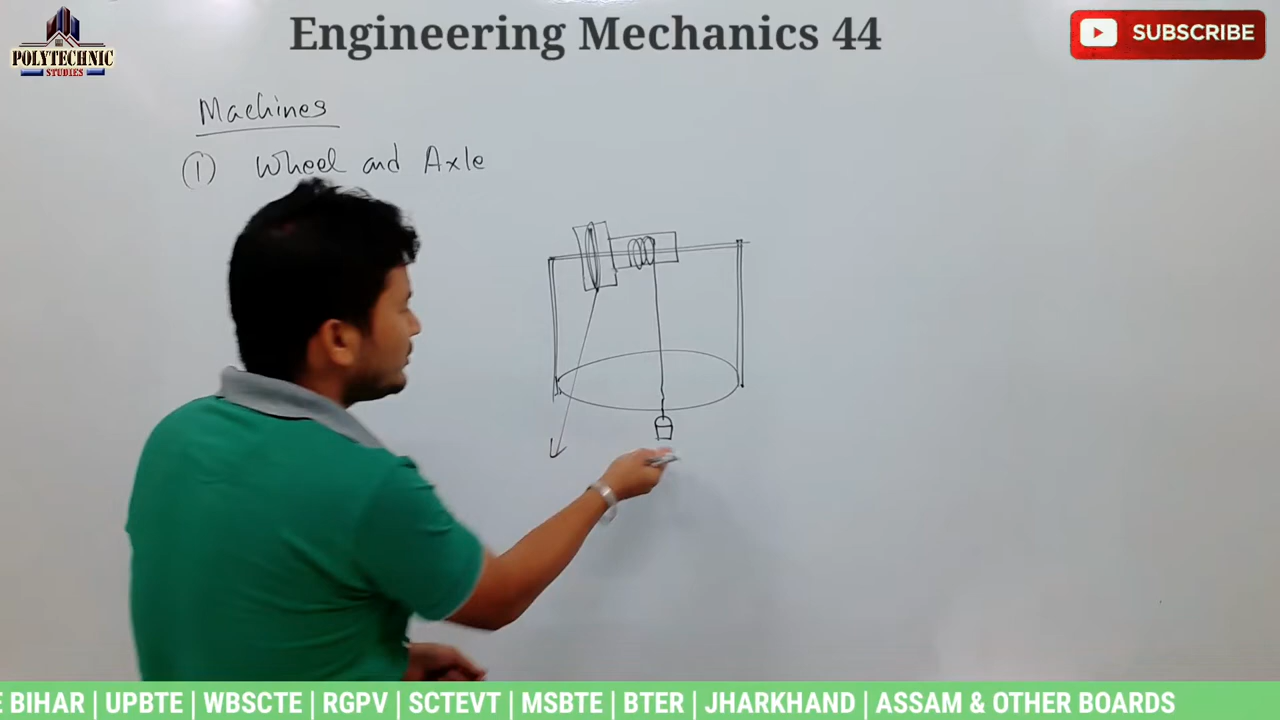 Engineering Mechanics 44
SUBSCRIBE
POLYTECHNIC
STUDIES
Machines
① Wheel and Axle
BIHAR | UPBTE | WBSCTE | RGPV | SCTEVT | MSBTE | BTER | JHARKHAND | ASSAM & OTHER BOARDS